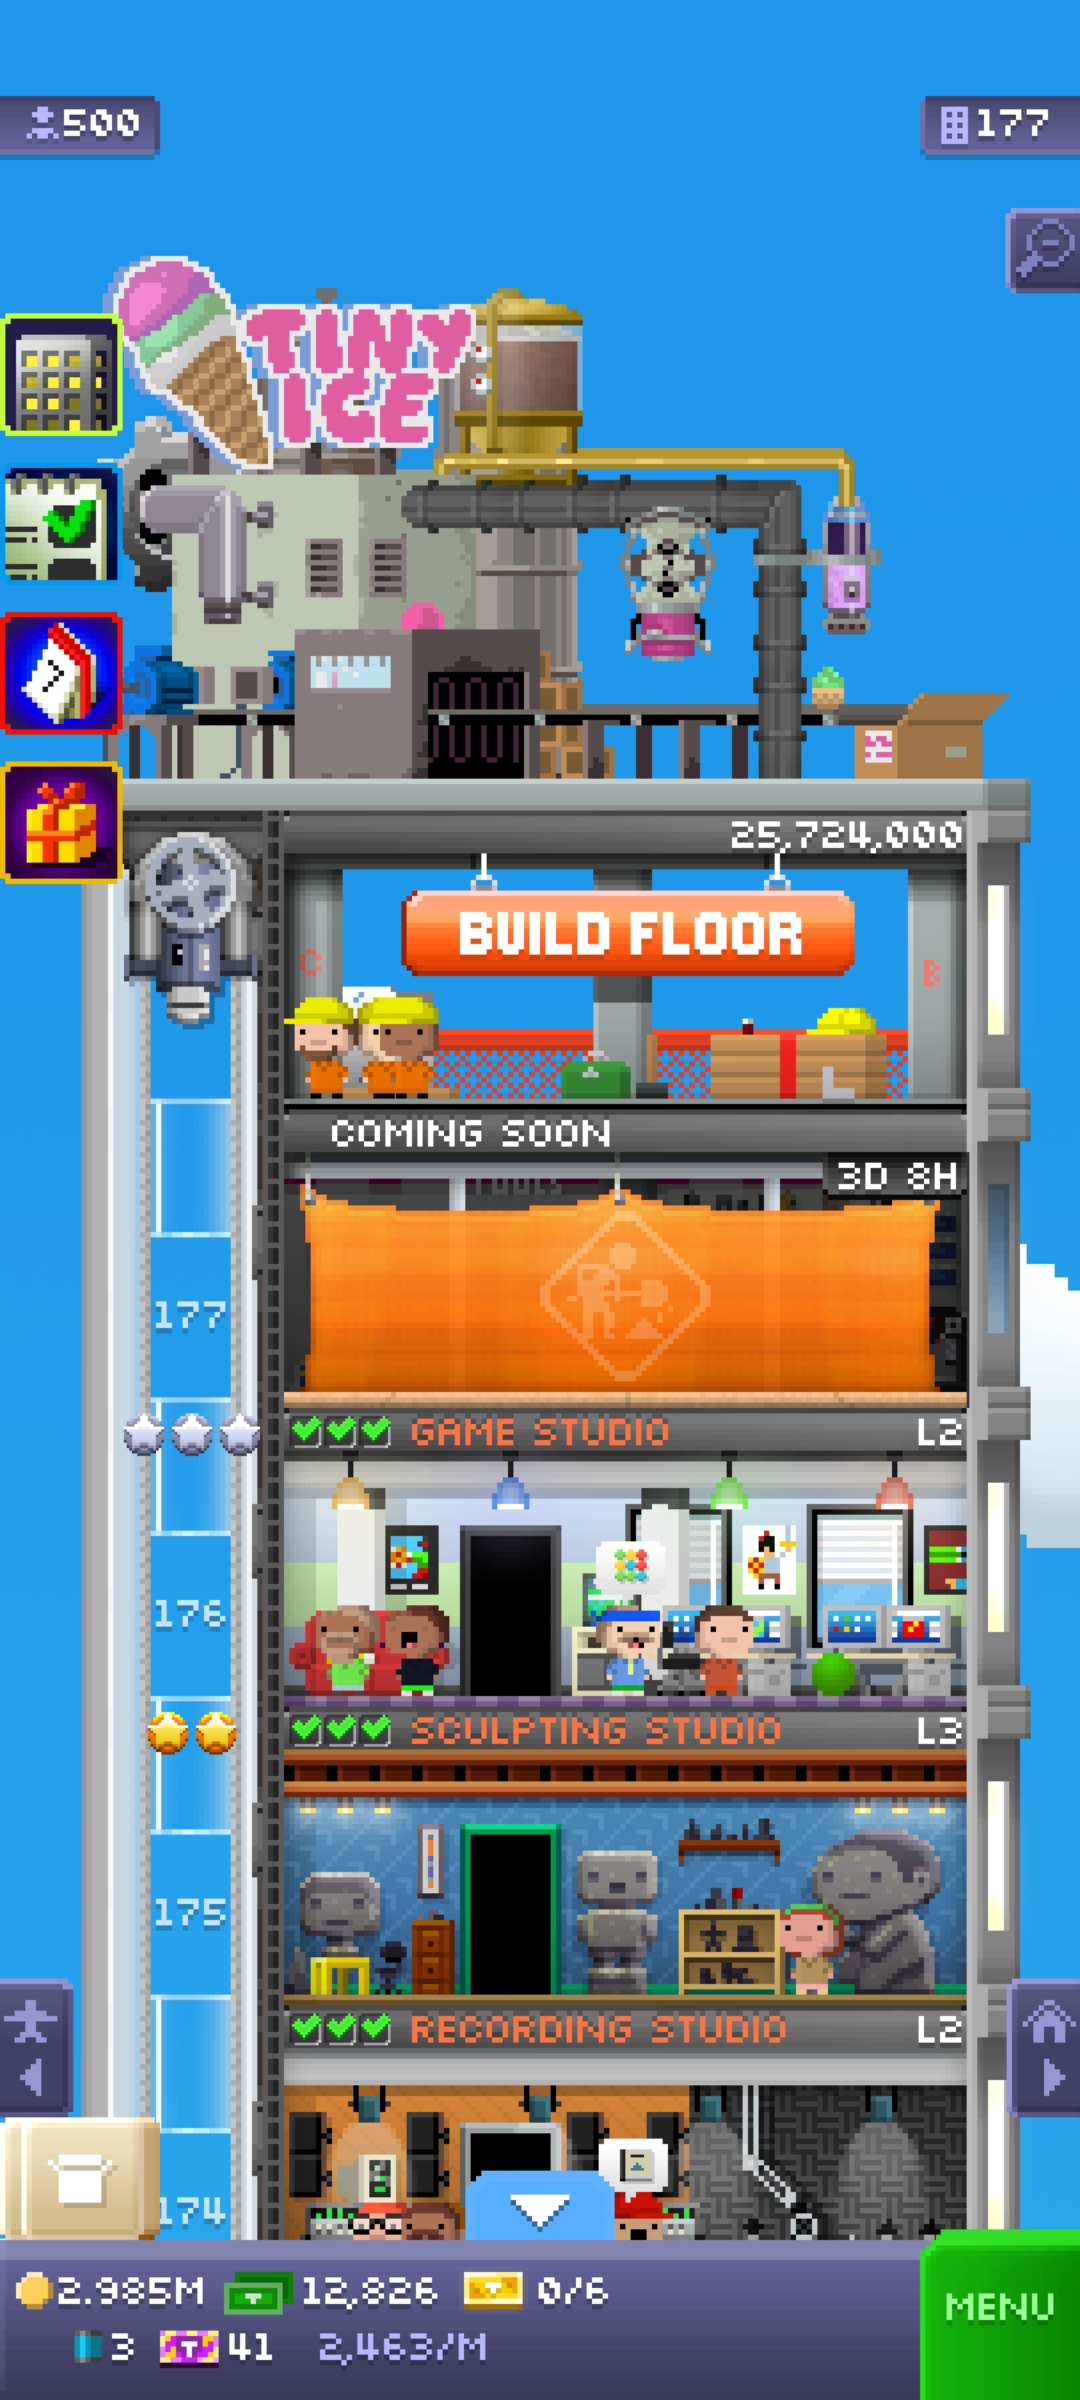 500
177
TINY
ICE
25,724,000
BUILD FLOOR
C
B
COMING SOON
3D 8H
177
GAME STUDIO L2
176
SCULPTING STUDIO L3
175
RECORDING STUDIO L2
174
2.985M 12,826 0/6
3 T 41 2,463/M
MENU